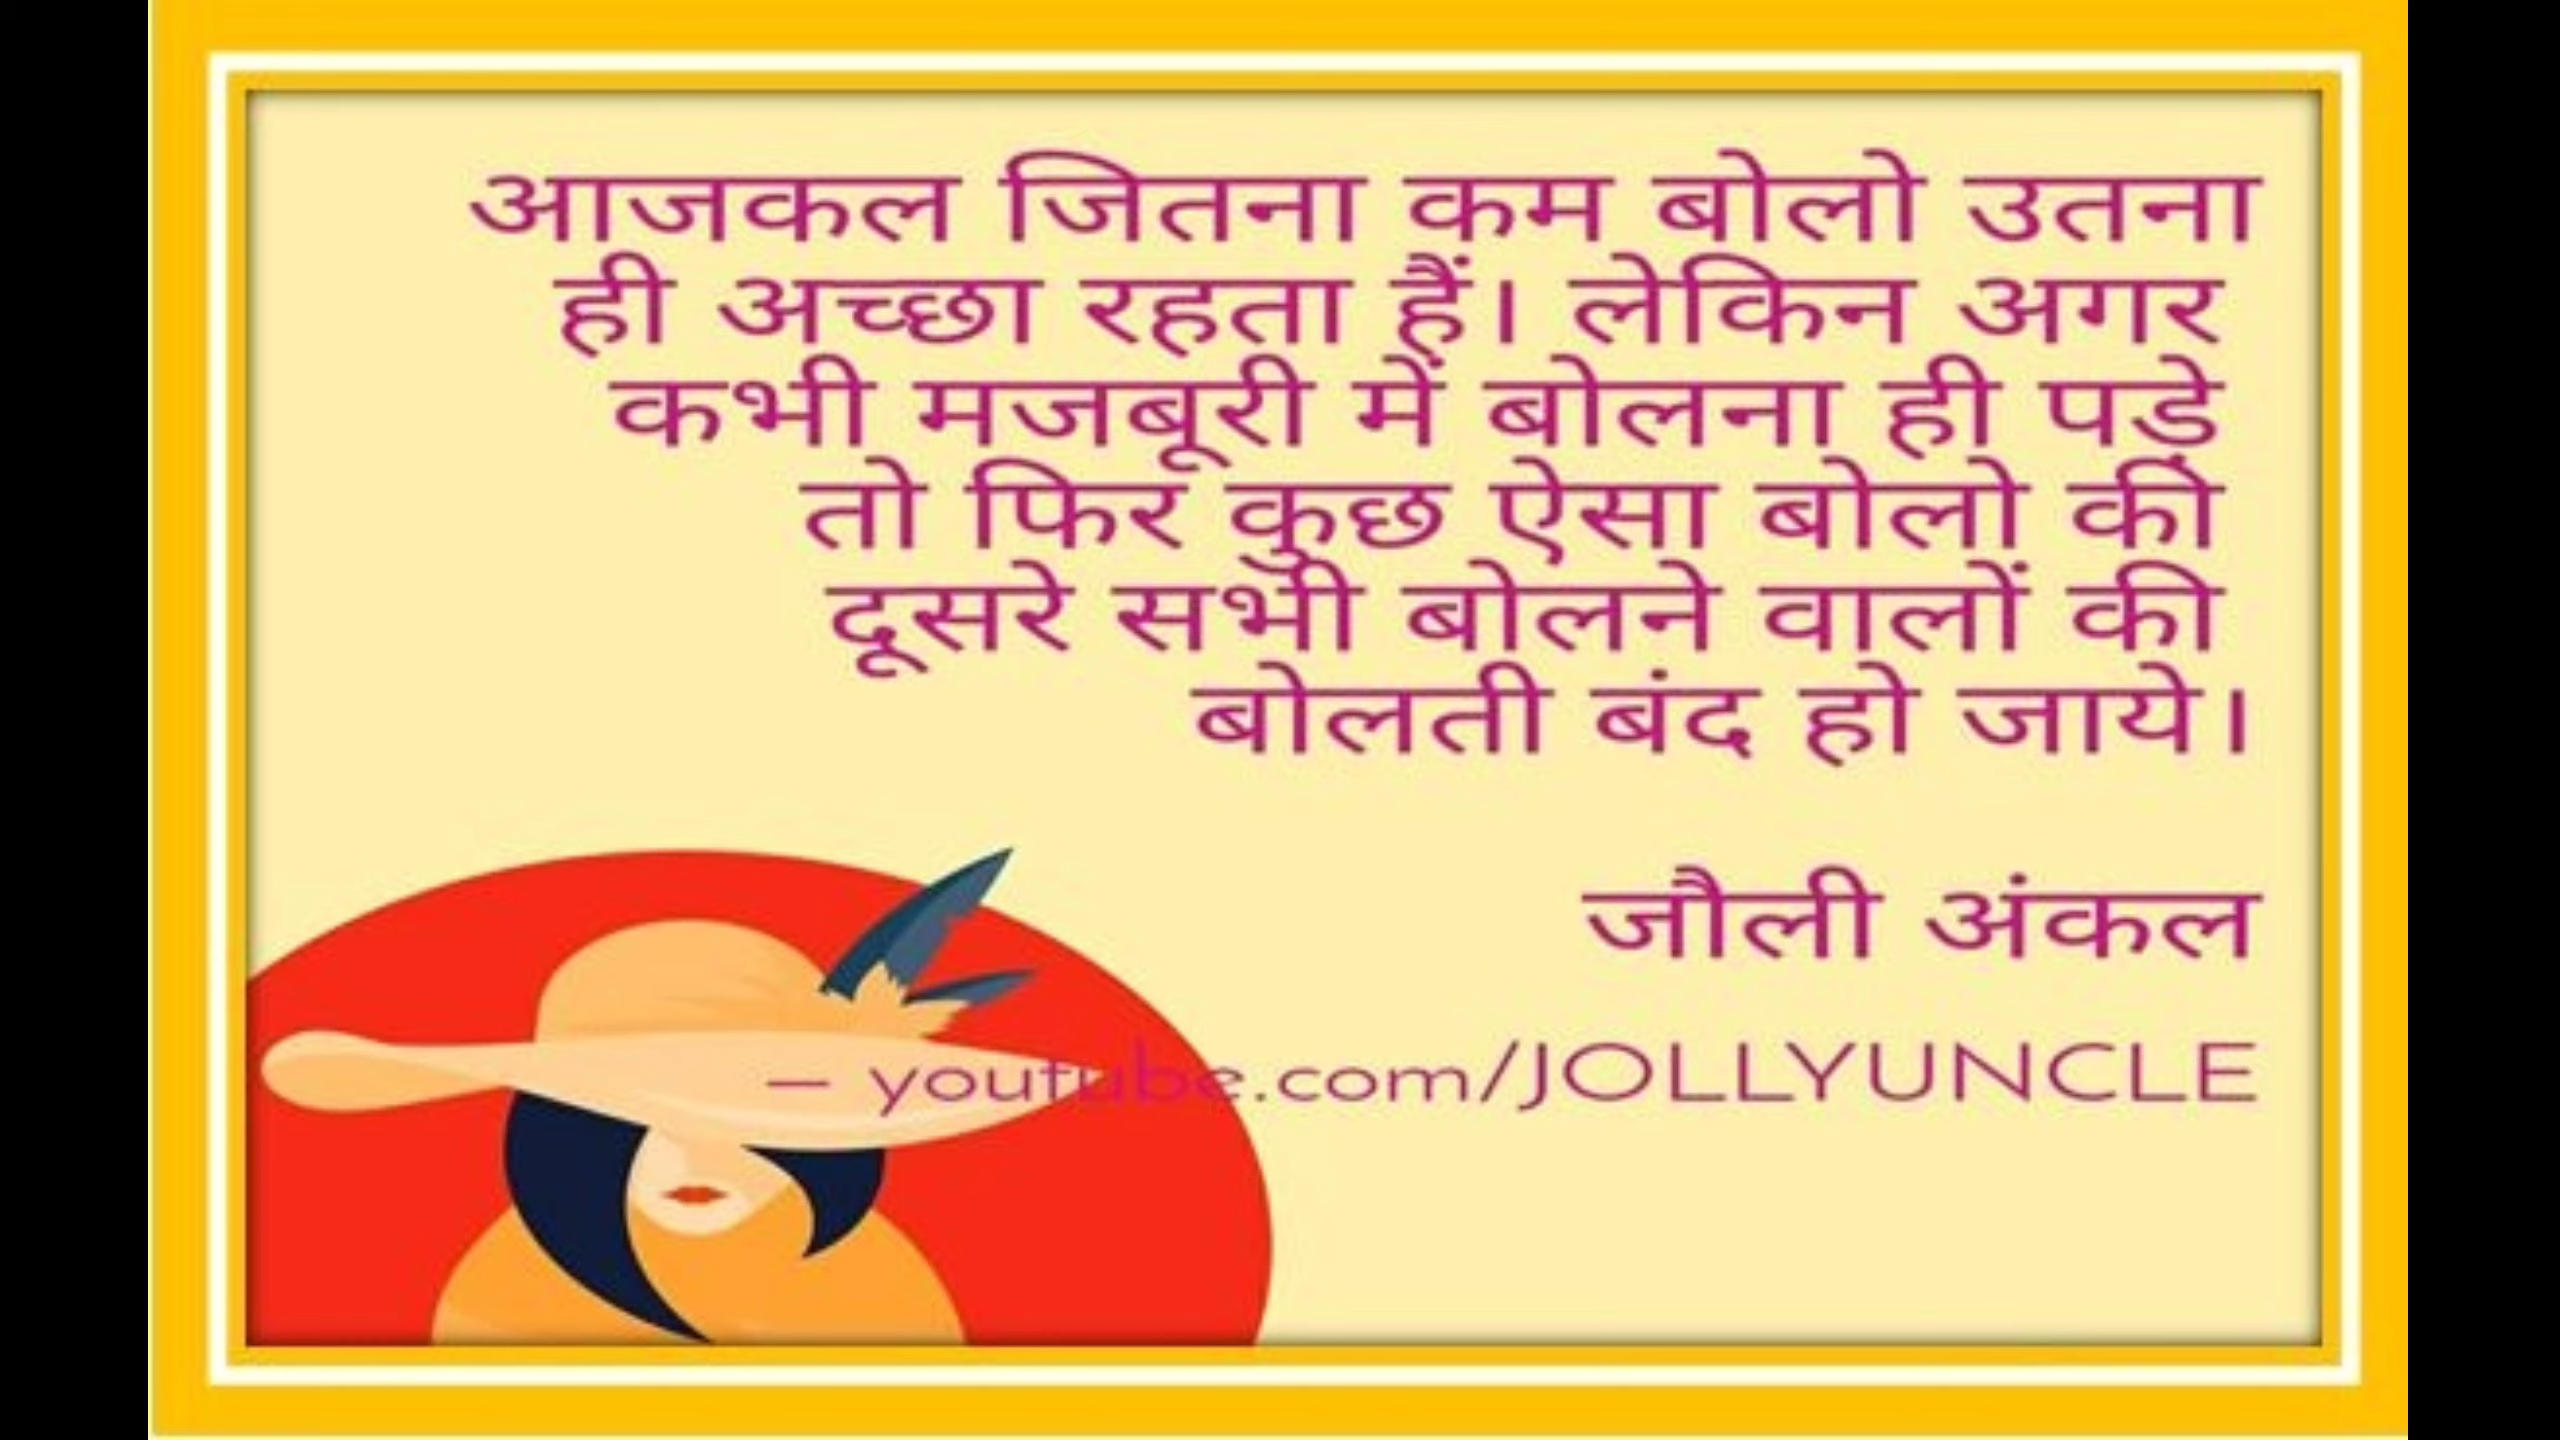 आजकल जितना कम बोलो उतना
ही अच्छा रहता हैं। लेकिन अगर
कभी मजबूरी में बोलना ही पड़े
तो फिर कुछ ऐसा बोलो की
दूसरे सभी बोलने वालों की
बोलती बंद हो जाये।
जौली अंकल
— youtube.com/JOLLYUNCLE